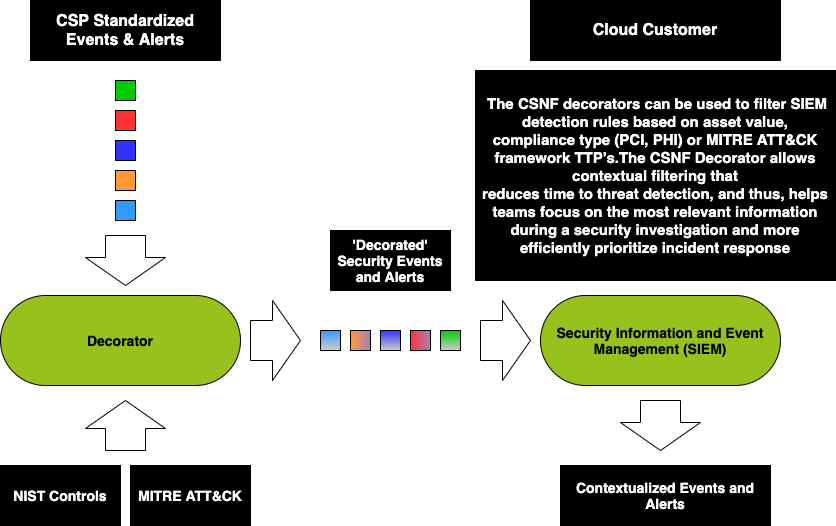 CSP Standardized
Events & Alerts
Cloud Customer
The CSNF decorators can be used to filter SIEM
detection rules based on asset value,
compliance type (PCI, PHI) or MITRE ATT&CK
framework TTP's.The CSNF Decorator allows
contextual filtering that
reduces time to threat detection, and thus, helps
teams focus on the most relevant information
during a security investigation and more
efficiently prioritize incident response
'Decorated'
Security Events
and Alerts
Decorator
Security Information and Event
Management (SIEM)
NIST Controls
MITRE ATT&CK
Contextualized Events and
Alerts